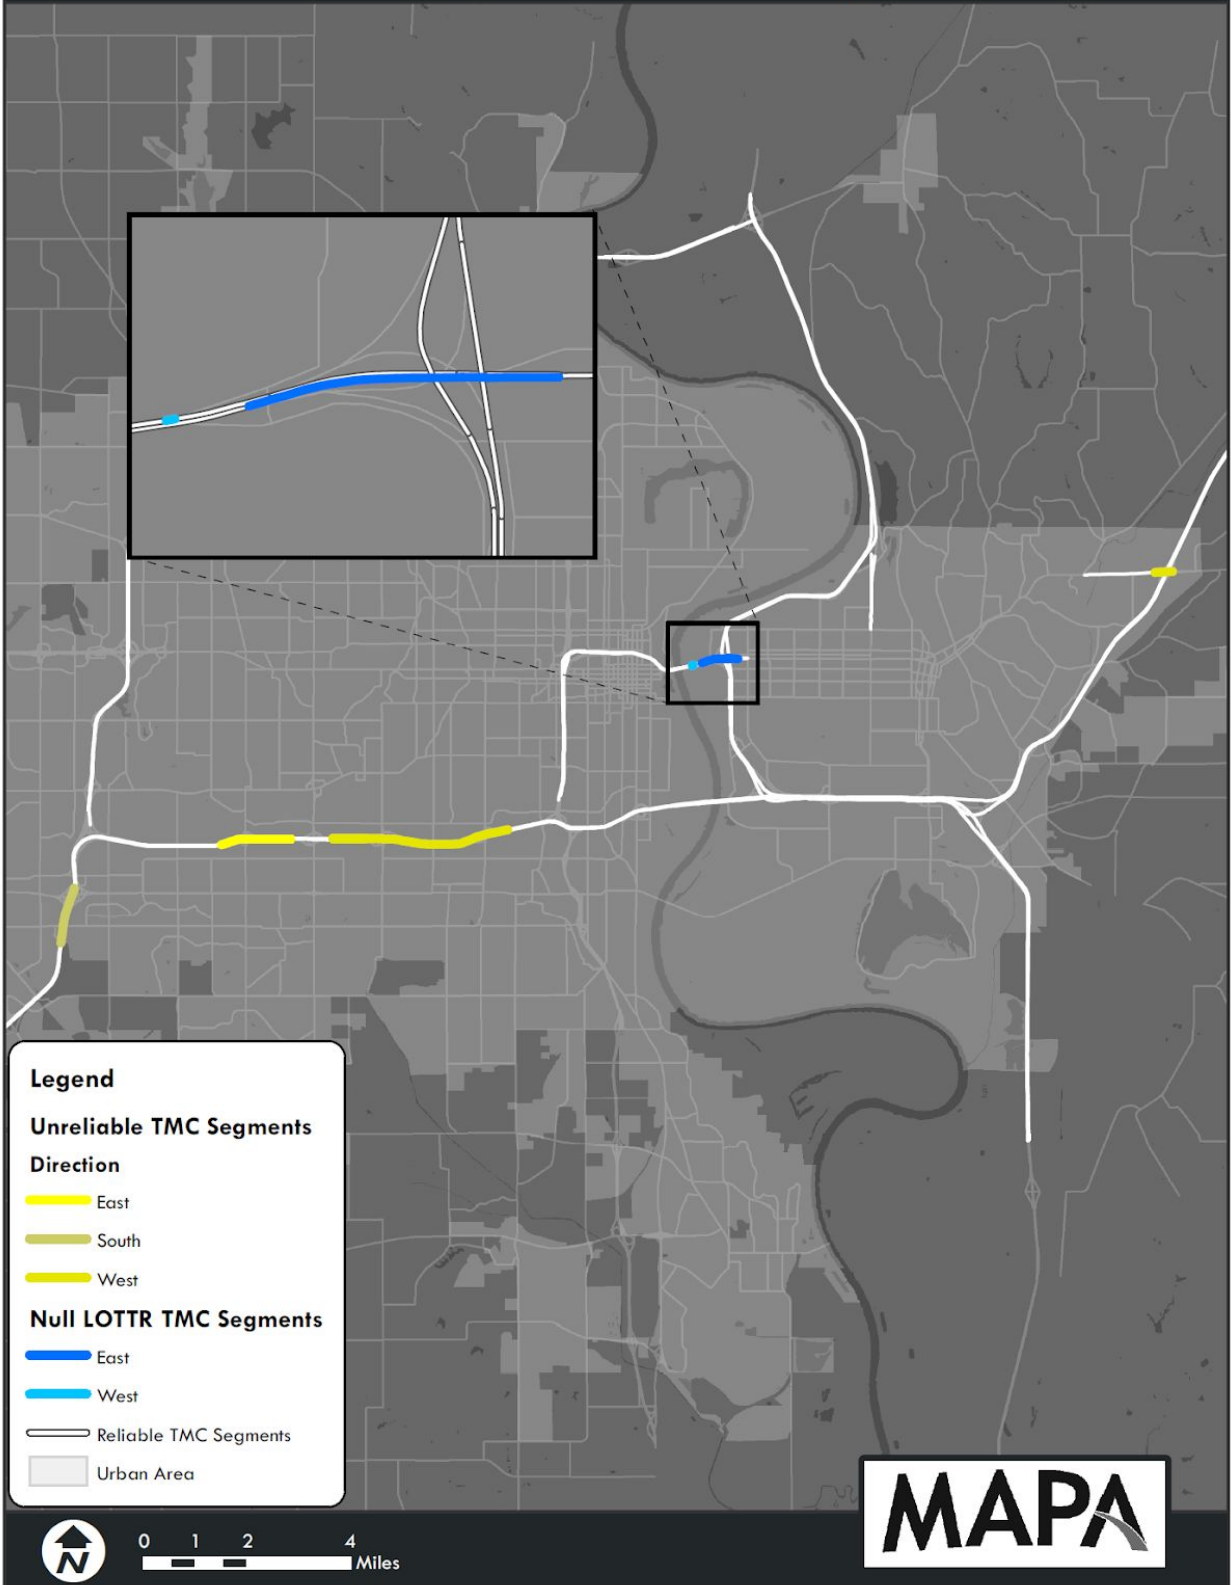 Legend
Unreliable TMC Segments
Direction
East
South
West
Null LOTTR TMC Segments
East
West
Reliable TMC Segments
Urban Area
N
0 1 2 4
Miles
MAPA